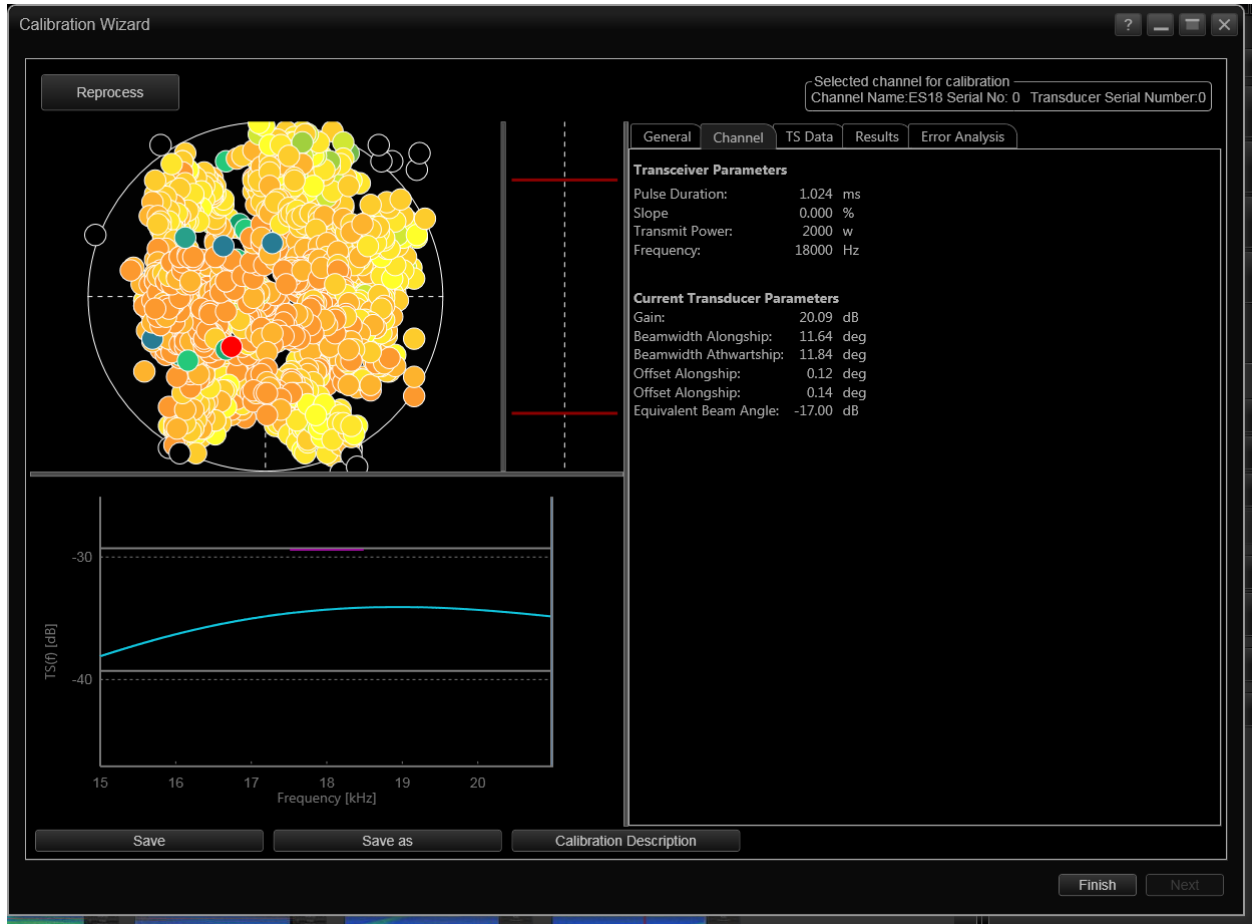 Calibration Wizard
?
Reprocess
Selected channel for calibration
Channel Name:ES18 Serial No: 0 Transducer Serial Number:0
General Channel TS Data Results Error Analysis
Transceiver Parameters
Pulse Duration: 1.024 ms
Slope 0.000 %
Transmit Power: 2000 w
Frequency: 18000 Hz
Current Transducer Parameters
Gain: 20.09 dB
Beamwidth Alongship: 11.64 deg
Beamwidth Athwartship: 11.84 deg
Offset Alongship: 0.12 deg
Offset Alongship: 0.14 deg
Equivalent Beam Angle: -17.00 dB
-30
TS(f) [dB]
-40
15 16 17 18 19 20
Frequency [kHz]
Save Save as Calibration Description
Finish Next